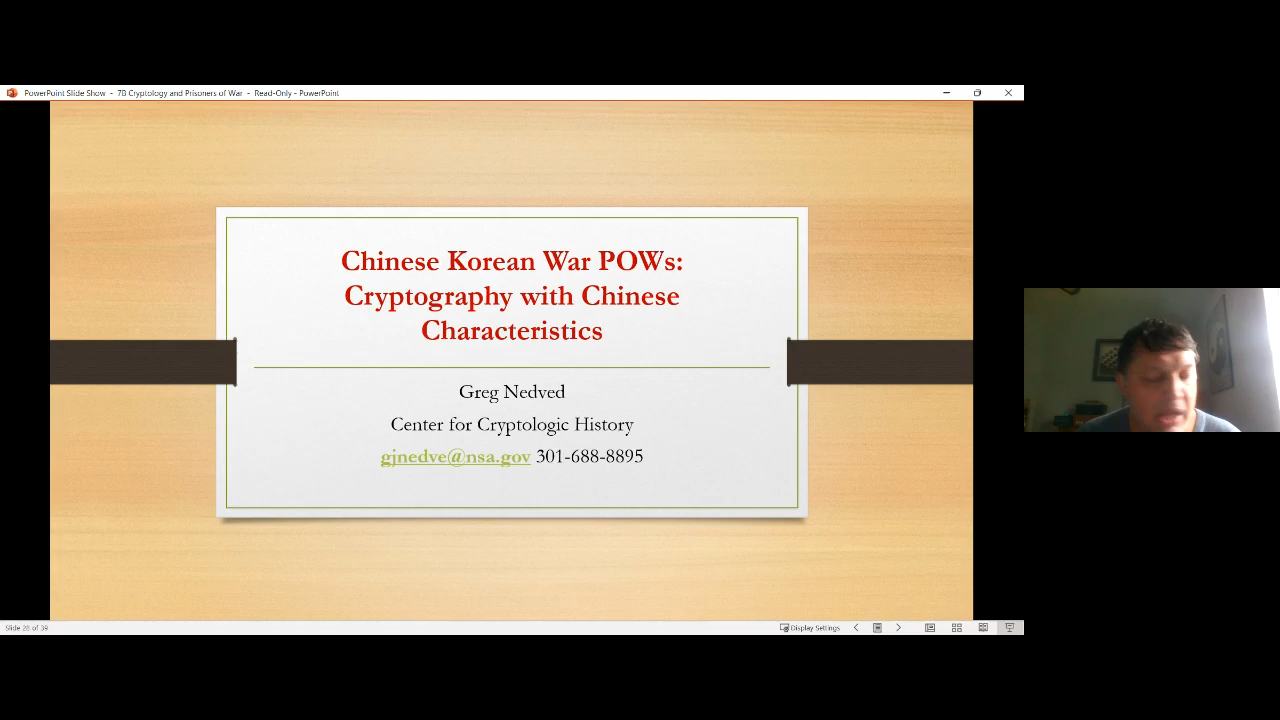 PowerPoint Slide Show - 7B Cryptology and Prisoners of War - Read-Only - PowerPoint
Chinese Korean War POWs:
Cryptography with Chinese
Characteristics
Greg Nedved
Center for Cryptologic History
gjnedve@nsa.gov 301-688-8895
Slide 28 of 39
Display Settings